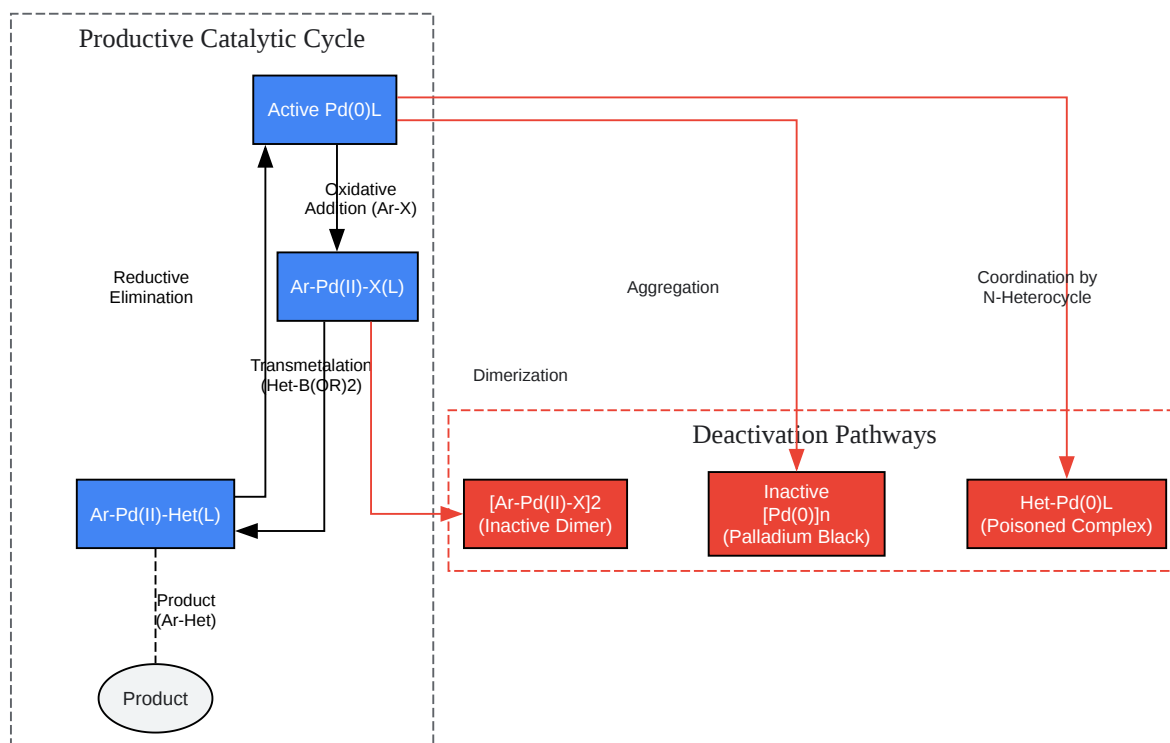 Productive Catalytic Cycle
Active Pd(0)L
Oxidative
Addition (Ar-X)
Ar-Pd(II)-X(L)
Reductive
Elimination
Transmetalation
(Het-B(OR)2)
Ar-Pd(II)-Het(L)
Product
(Ar-Het)
Product
Aggregation
Coordination by
N-Heterocycle
Dimerization
Deactivation Pathways
[Ar-Pd(II)-X]2
(Inactive Dimer)
Inactive
[Pd(0)]n
(Palladium Black)
Het-Pd(0)L
(Poisoned Complex)